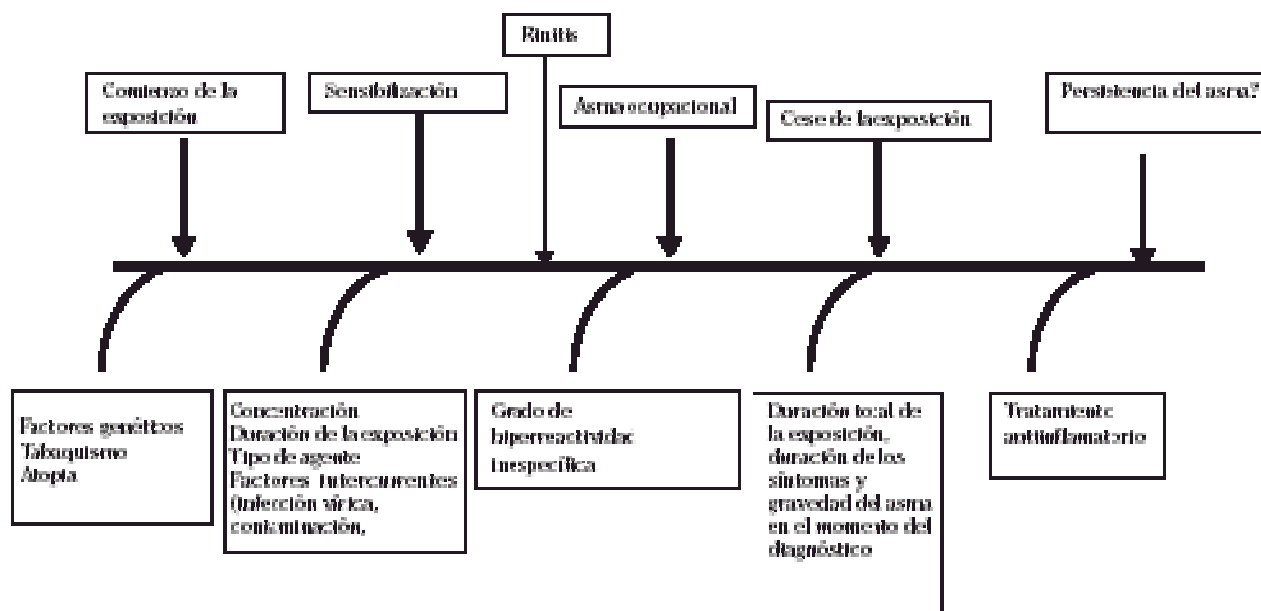 Rinitis
Comienzo de la
exposición
Sensibilización
Asma ocupacional
Cese de laexposición
Persistencia del asma?
Factores genéticos
Tabaquismo
Atopia
Concentración
Duración de la exposición
Tipo de agente
Factores intercurrentes
(infección vírica,
contaminación,
Grado de
hiperreactividad
inespecífica
Duración total de
la exposición,
duración de los
síntomas y
gravedad del asma
en el momento del
diagnóstico
Tratamiento
antiinflamatorio